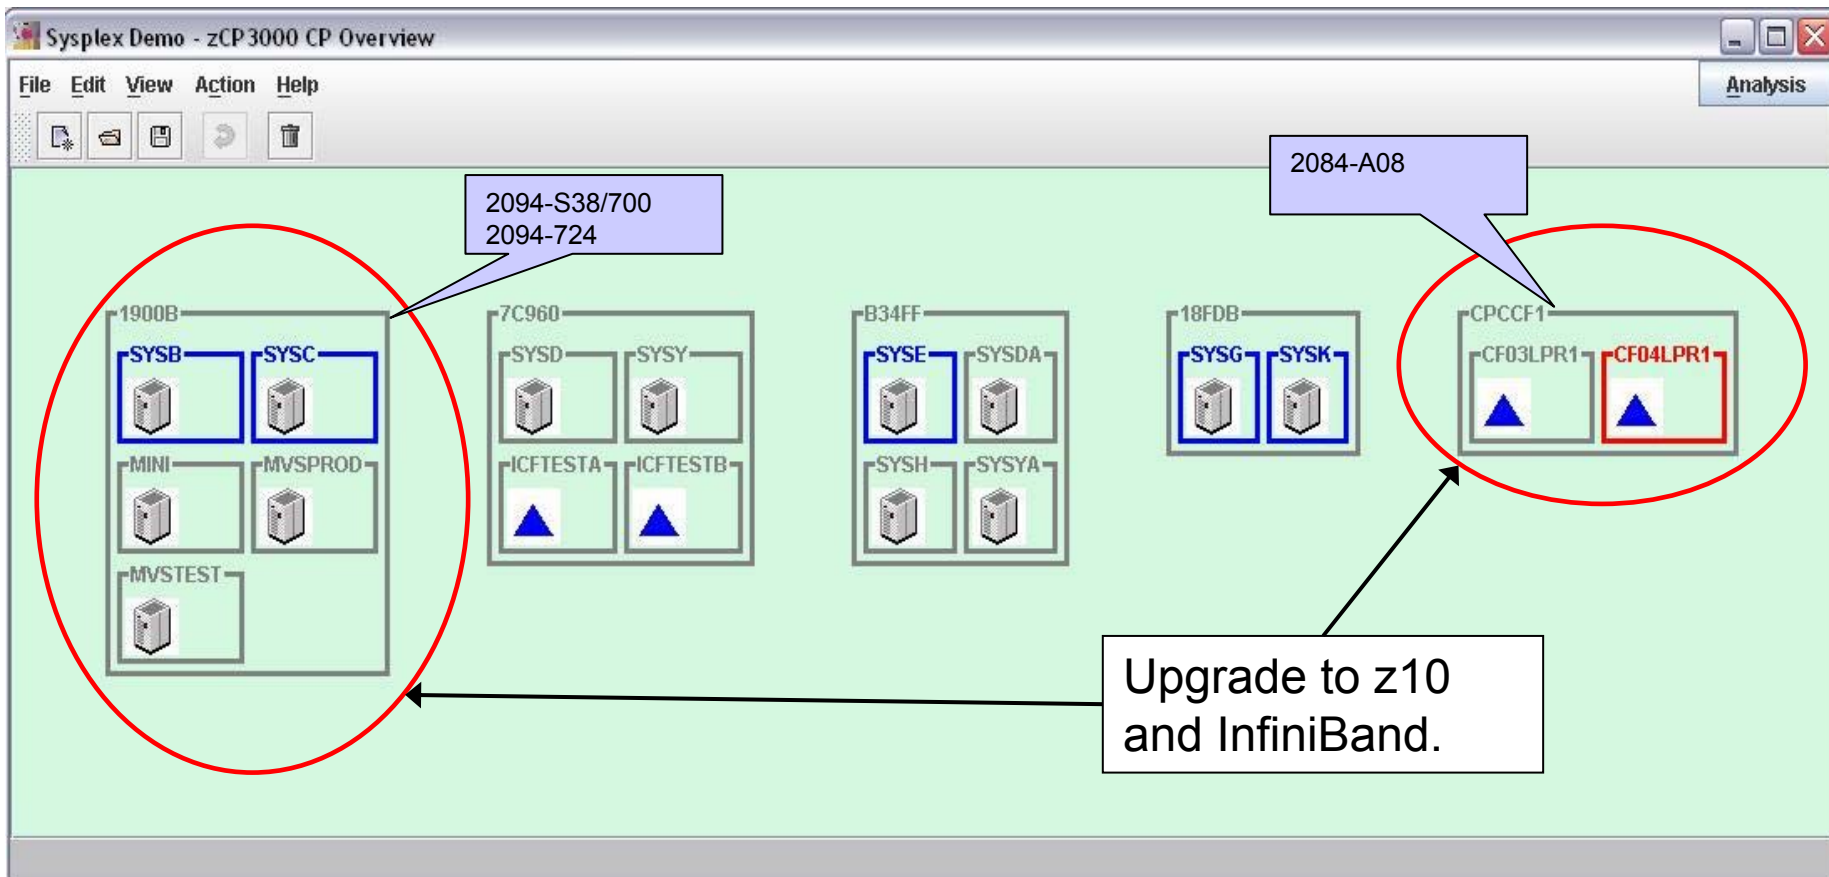 Sysplex Demo - zCP3000 CP Overview
File Edit View Action Help
Analysis
2094-S38/700
2094-724
2084-A08
1900B
SYSB SYSC
MINI MVSPROD
MVSTEST
7C960
SYSD SYSY
ICFTESTA ICFTESTB
B34FF
SYSE SYSDA
SYSH SYSYA
18FDB
SYSG SYSK
CPCCF1
CF03LPR1 CF04LPR1
Upgrade to z10
and InfiniBand.